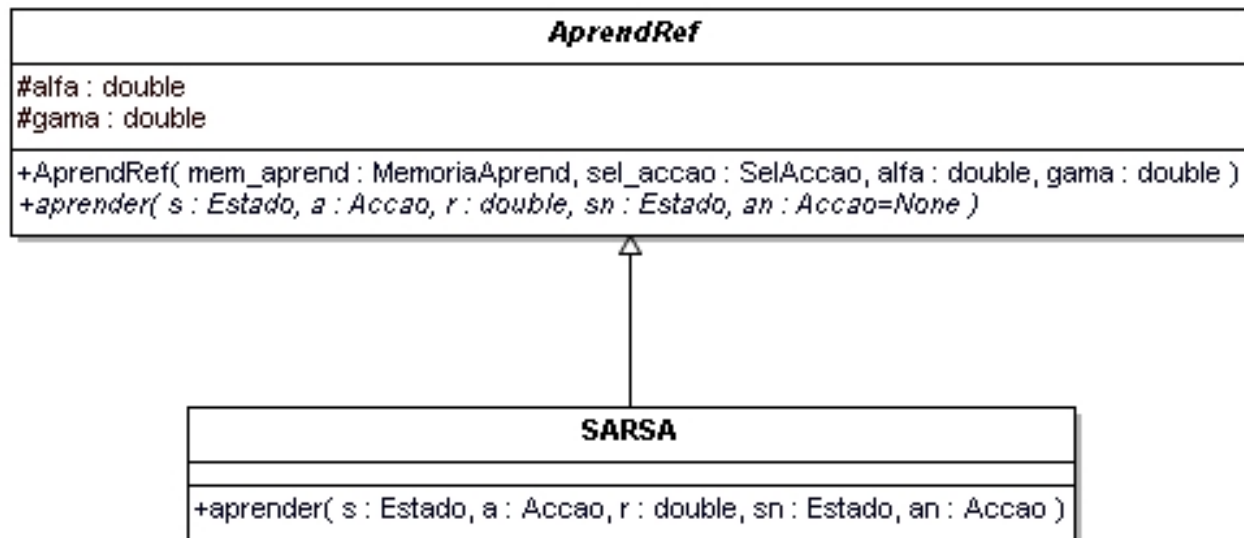 AprendRef
#alfa : double
#gama : double
+AprendRef( mem_aprend : MemoriaAprend, sel_accao : SelAccao, alfa : double, gama : double )
+aprender( s : Estado, a : Accao, r : double, sn : Estado, an : Accao=None )
SARSA
+aprender( s : Estado, a : Accao, r : double, sn : Estado, an : Accao )